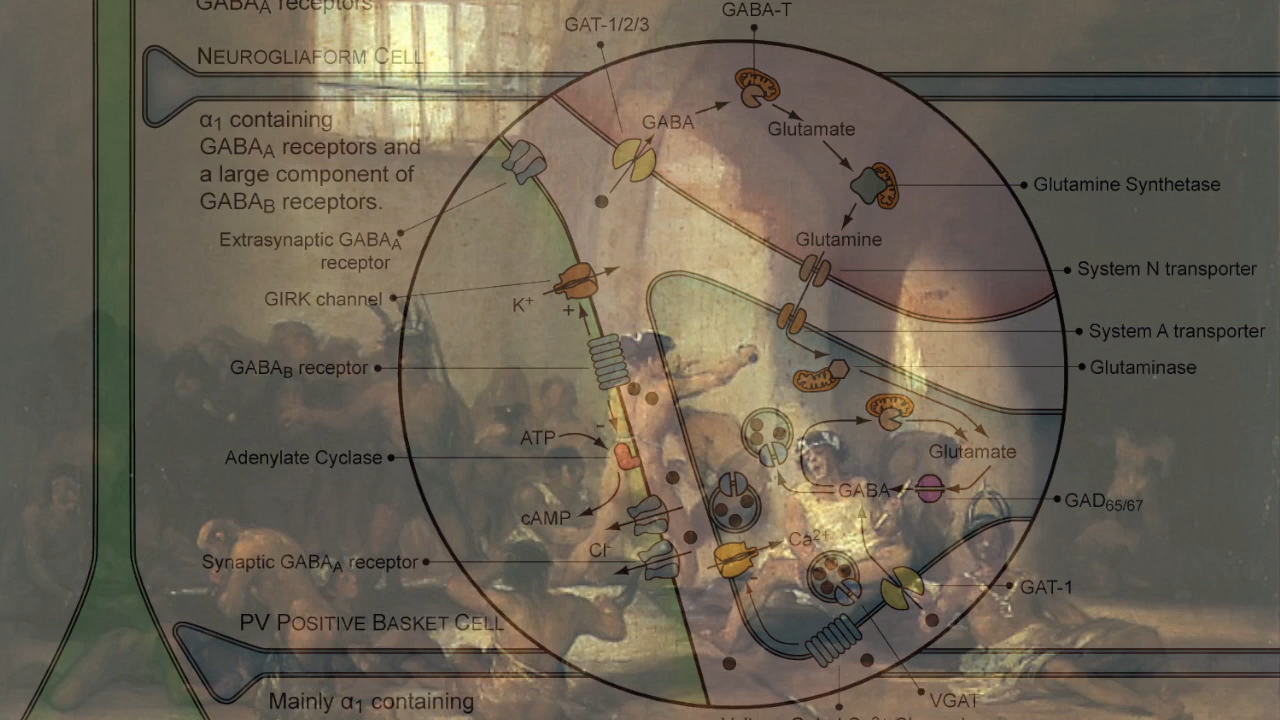 GABAA receptors.
GABA-T
GAT-1/2/3
NEUROGLIAFORM CELL
α1 containing
GABAA receptors and
a large component of
GABAB receptors.
GABA
Glutamate
Glutamine Synthetase
Extrasynaptic GABAA
receptor
Glutamine
System N transporter
GIRK channel
K+
+
System A transporter
GABAB receptor
Glutaminase
-
ATP
Adenylate Cyclase
Glutamate
GABA
GAD65/67
cAMP
Cl-
Ca2+
Synaptic GABAA receptor
-
GAT-1
PV POSITIVE BASKET CELL
Mainly α1 containing
VGAT